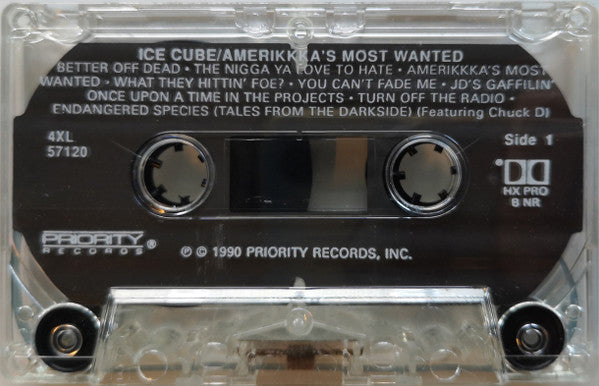 ICE CUBE/AMERIKKKA'S MOST WANTED
BETTER OFF DEAD • THE NIGGA YA LOVE TO HATE • AMERIKKKA'S MOST
WANTED • WHAT THEY HITTIN' FOE? • YOU CAN'T FADE ME • JD'S GAFFILIN'
ONCE UPON A TIME IN THE PROJECTS • TURN OFF THE RADIO •
ENDANGERED SPECIES (TALES FROM THE DARKSIDE) (Featuring Chuck D)
4XL
57120
Side 1
HX PRO
B NR
PRIORITY
RECORDS ®
℗ © 1990 PRIORITY RECORDS, INC.